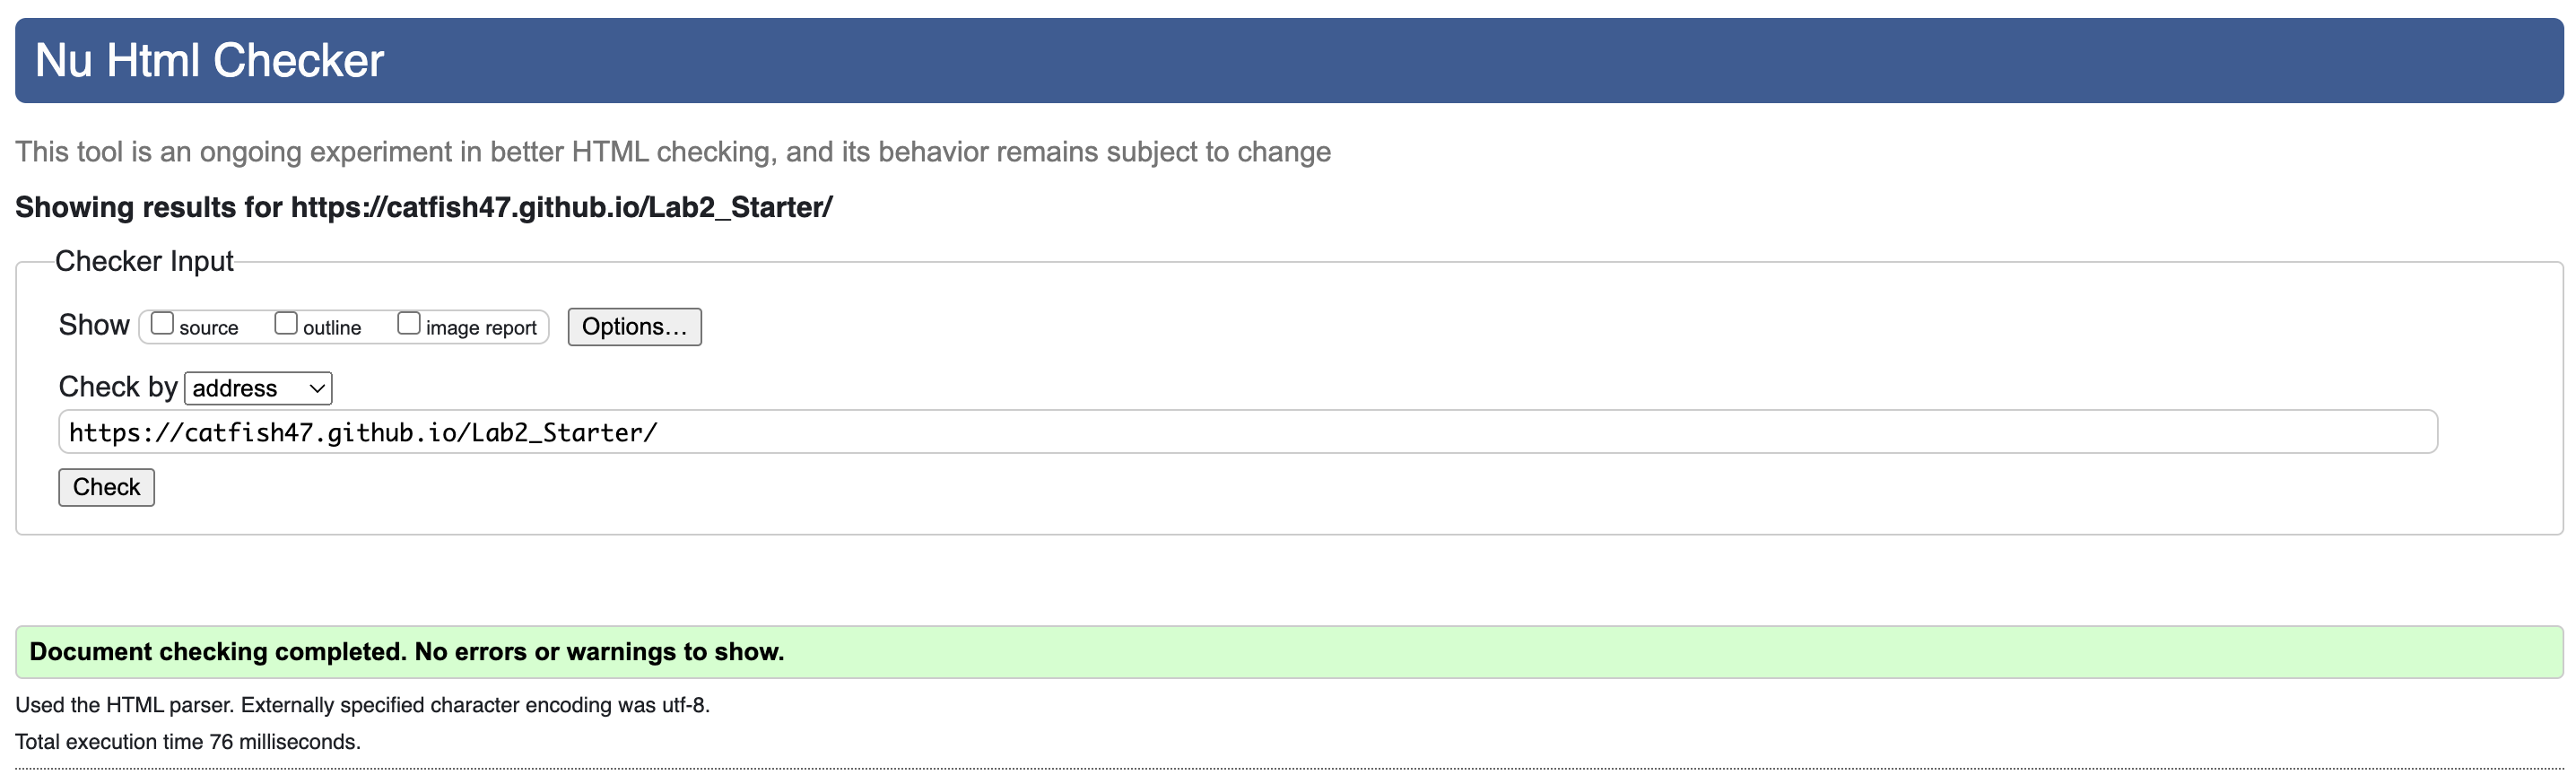 Nu Html Checker
This tool is an ongoing experiment in better HTML checking, and its behavior remains subject to change
Showing results for https://catfish47.github.io/Lab2_Starter/
Checker Input
Show source outline image report Options...
Check by address
https://catfish47.github.io/Lab2_Starter/
Check
Document checking completed. No errors or warnings to show.
Used the HTML parser. Externally specified character encoding was utf-8.
Total execution time 76 milliseconds.